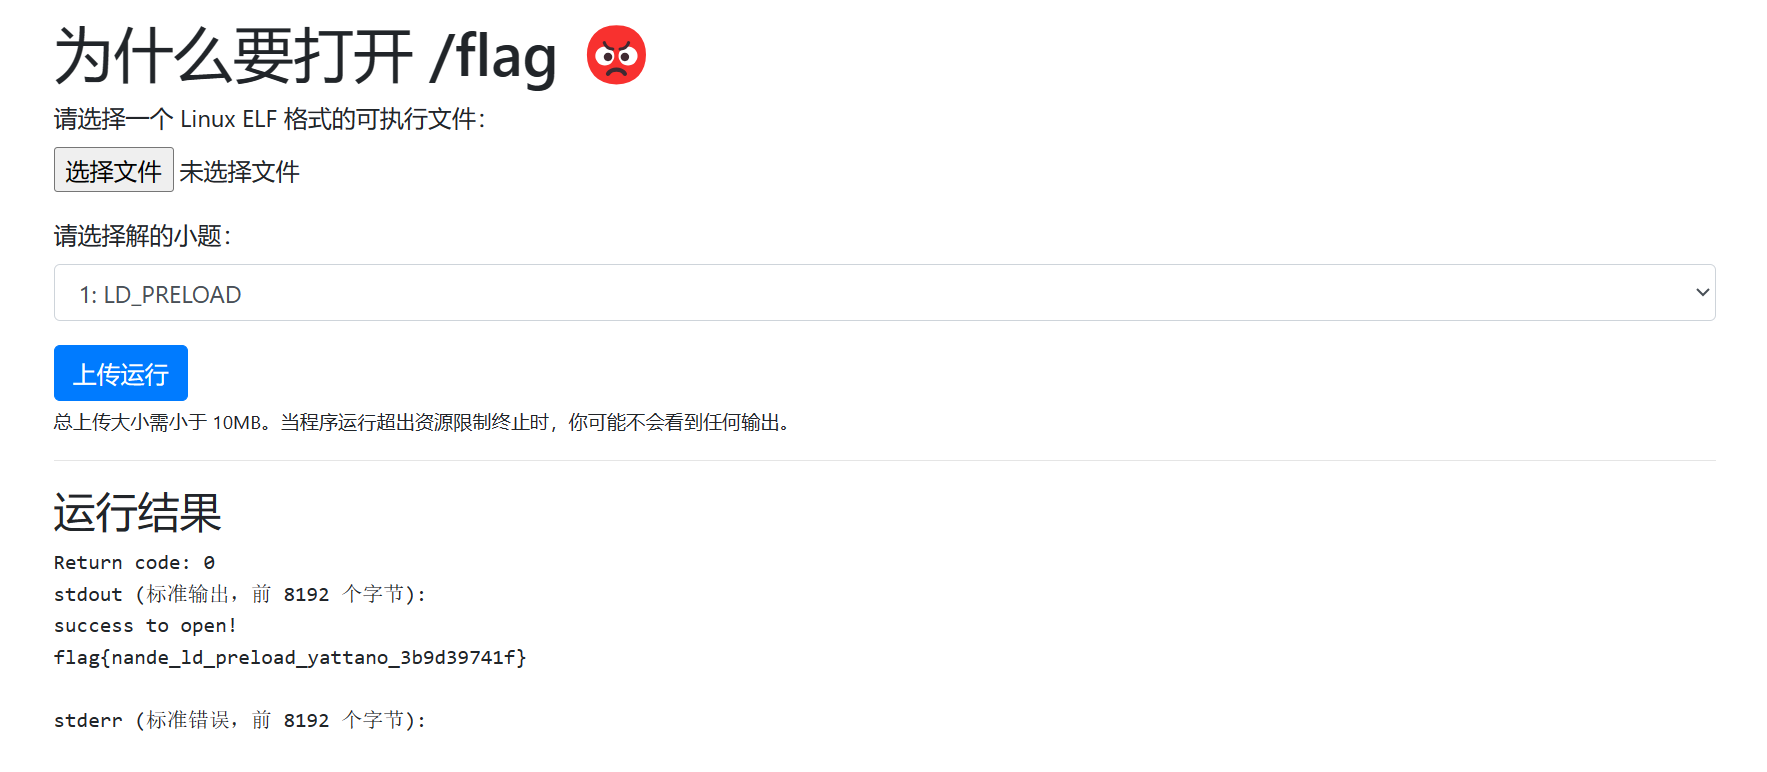 为什么要打开 /flag 😡
请选择一个 Linux ELF 格式的可执行文件：
选择文件 未选择文件
请选择解的小题：
1: LD_PRELOAD
上传运行
总上传大小需小于 10MB。当程序运行超出资源限制终止时，你可能不会看到任何输出。
运行结果
Return code: 0
stdout (标准输出, 前 8192 个字节):
success to open!
flag{nande_ld_preload_yattano_3b9d39741f}
stderr (标准错误, 前 8192 个字节):